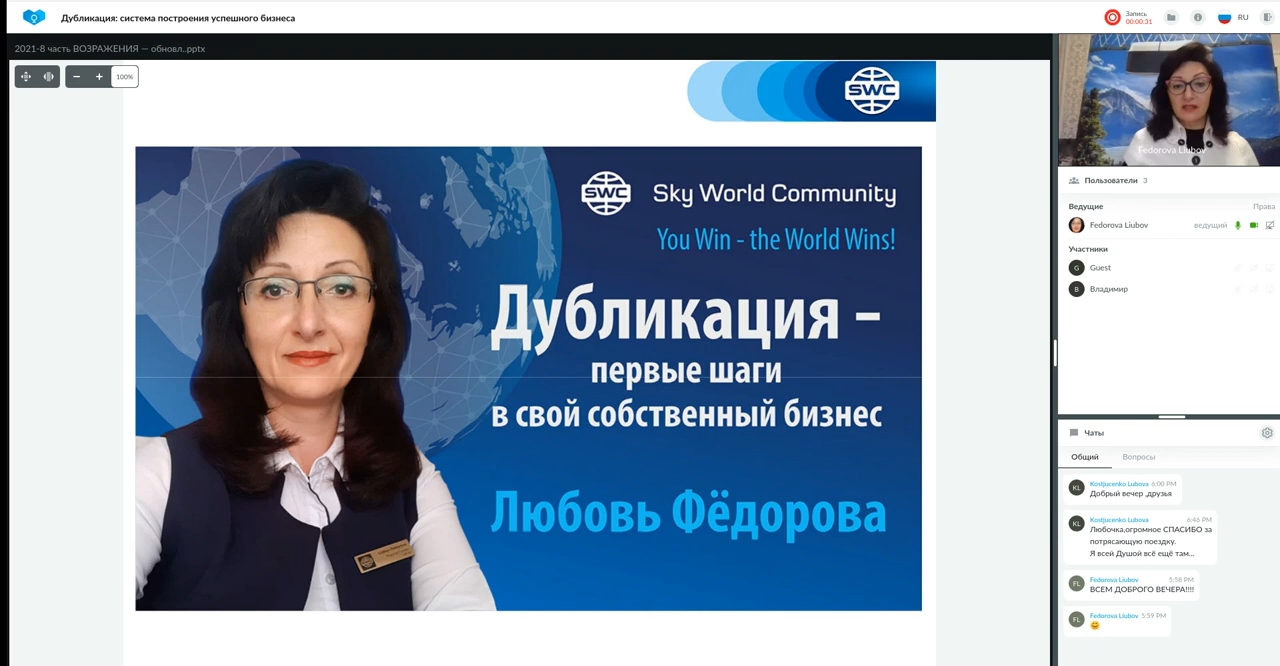 Дубликация: система построения успешного бизнеса
Запись
00:00:31
RU
2021-8 часть ВОЗРАЖЕНИЯ — обновл..pptx
100%
SWC
SWC
Sky World Community
You Win - the World Wins!
Дубликация –
первые шаги
в свой собственный бизнес
Любовь Фёдорова
Fedorova Liubov
Пользователи 3
Ведущие Права
Fedorova Liubov ведущий
Участники
G Guest
В Владимир
Чаты
Общий Вопросы
KL Kostjucenko Lubova 6:00 PM
Добрый вечер ,друзья
KL Kostjucenko Lubova 6:46 PM
Любочка,огромное СПАСИБО за
потрясающую поездку.
Я всей Душой всё ещё там...
FL Fedorova Liubov 5:58 PM
ВСЕМ ДОБРОГО ВЕЧЕРА!!!!
FL Fedorova Liubov 5:59 PM